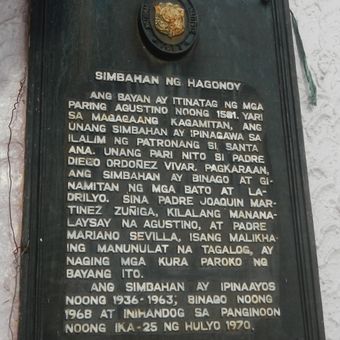 SIMBAHAN NG HAGONOY
ANG BAYAN AY ITINATAG NG MGA
PARING AGUSTINO NOONG 1581. YARI
SA MAGAGAANG KAGAMITAN, ANG
UNANG SIMBAHAN AY IPINAGAWA SA
ILALIM NG PATRONANG SI SANTA
ANA. UNANG PARI NITO SI PADRE
DIEGO ORDOÑEZ VIVAR. PAGKARAAN,
ANG SIMBAHAN AY BINAGO AT GI-
NAMITAN NG MGA BATO AT LA-
DRILYO. SINA PADRE JOAQUIN MAR-
TINEZ ZUÑIGA, KILALANG MANANA-
LAYSAY NA AGUSTINO, AT PADRE
MARIANO SEVILLA, ISANG MALIKHA-
ING MANUNULAT NA TAGALOG, AY
NAGING MGA KURA PAROKO NG
BAYANG ITO.
ANG SIMBAHAN AY IPINAAYOS
NOONG 1936-1963; BINAGO NOONG
1968 AT INIHANDOG SA PANGINOON
NOONG IKA-25 NG HULYO 1970.